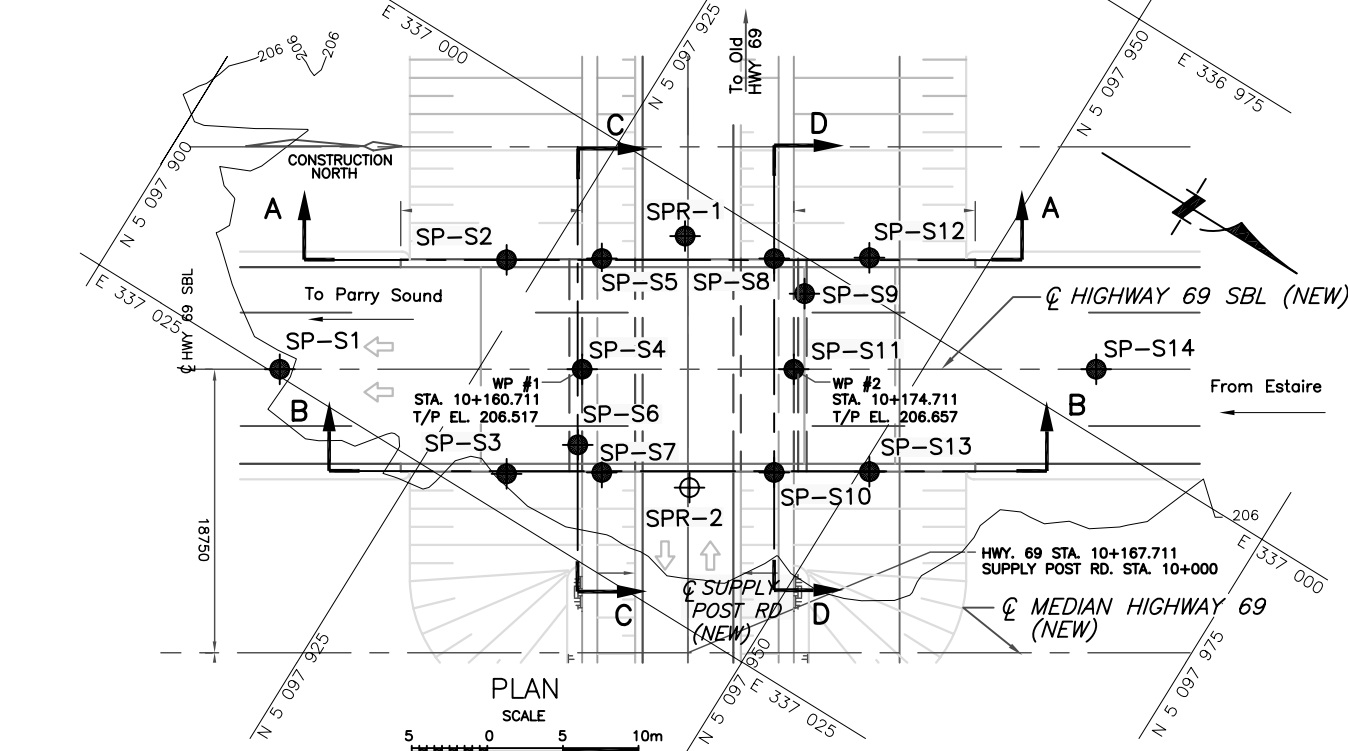 E 337 000
N 5 097 925
To Old
HWY 69
N 5 097 950
E 336 975
206
206
206
N 5 097 900
CONSTRUCTION
NORTH
C
D
A
A
SPR-1
SP-S2
SP-S12
SP-S5
SP-S8
SP-S9
E 337 025
℄ HWY 69 SBL
To Parry Sound
℄ HIGHWAY 69 SBL (NEW)
SP-S1
SP-S4
SP-S11
SP-S14
WP #1
STA. 10+160.711
T/P EL. 206.517
WP #2
STA. 10+174.711
T/P EL. 206.657
From Estaire
B
B
SP-S6
SP-S3
SP-S7
SP-S13
SP-S10
SPR-2
206
18750
E 337 000
HWY. 69 STA. 10+167.711
SUPPLY POST RD. STA. 10+000
℄ SUPPLY
POST RD
(NEW)
C
D
℄ MEDIAN HIGHWAY 69
(NEW)
N 5 097 925
N 5 097 950
E 337 025
N 5 097 975
PLAN
SCALE
5 0 5 10m